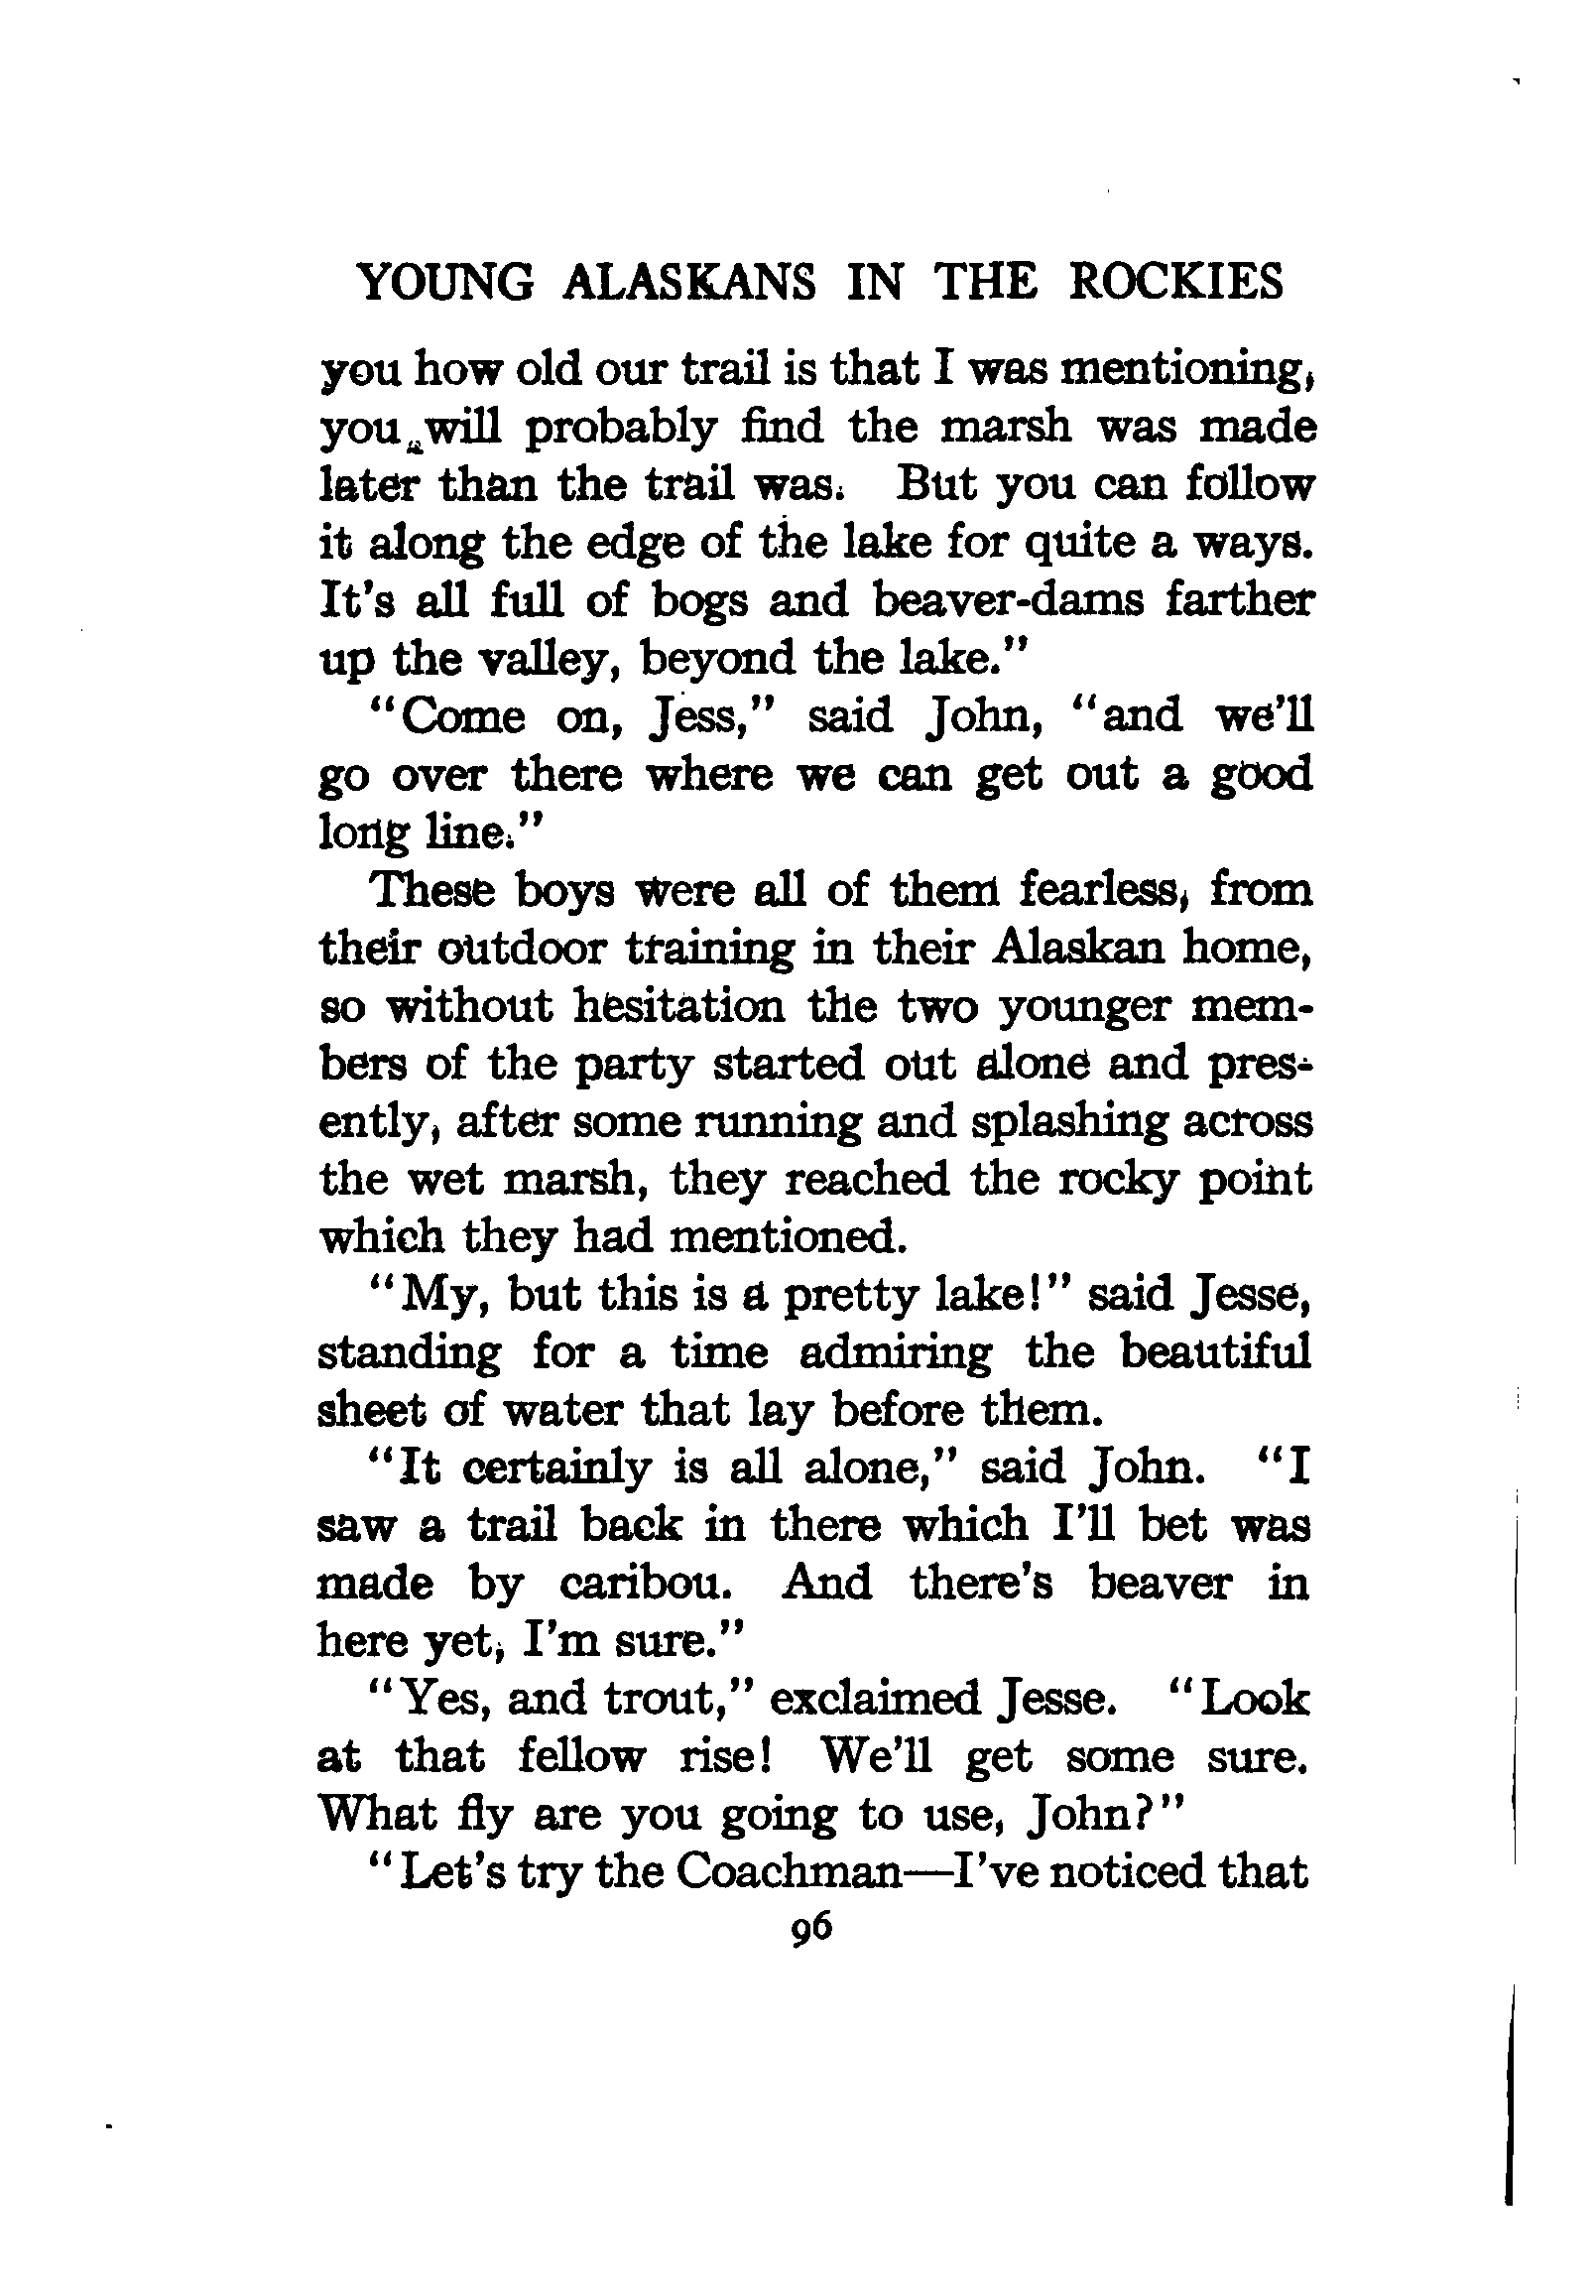 YOUNG ALASKANS IN THE ROCKIES
you how old our trail is that I was mentioning,
you will probably find the marsh was made
later than the trail was. But you can follow
it along the edge of the lake for quite a ways.
It's all full of bogs and beaver-dams farther
up the valley, beyond the lake."
"Come on, Jess," said John, "and we'll
go over there where we can get out a good
long line."
These boys were all of them fearless, from
their outdoor training in their Alaskan home,
so without hesitation the two younger mem-
bers of the party started out alone and pres-
ently, after some running and splashing across
the wet marsh, they reached the rocky point
which they had mentioned.
"My, but this is a pretty lake!" said Jesse,
standing for a time admiring the beautiful
sheet of water that lay before them.
"It certainly is all alone," said John. "I
saw a trail back in there which I'll bet was
made by caribou. And there's beaver in
here yet, I'm sure."
"Yes, and trout," exclaimed Jesse. "Look
at that fellow rise! We'll get some sure.
What fly are you going to use, John?"
"Let's try the Coachman—I've noticed that
96